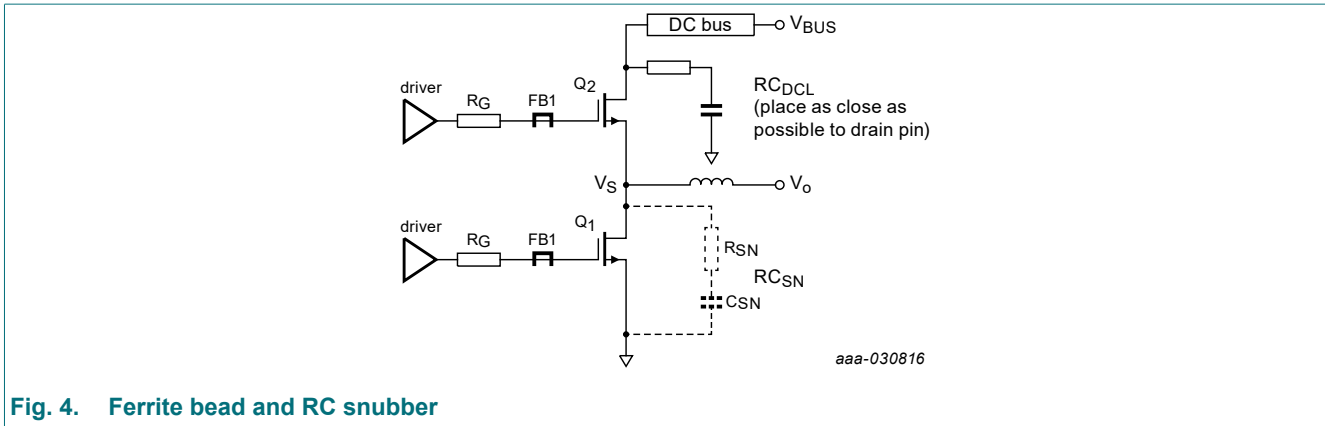 DC bus
VBUS
driver
RG
FB1
Q2
RCDCL
(place as close as
possible to drain pin)
VS
Vo
driver
RG
FB1
Q1
RSN
RCSN
CSN
aaa-030816
Fig. 4. Ferrite bead and RC snubber